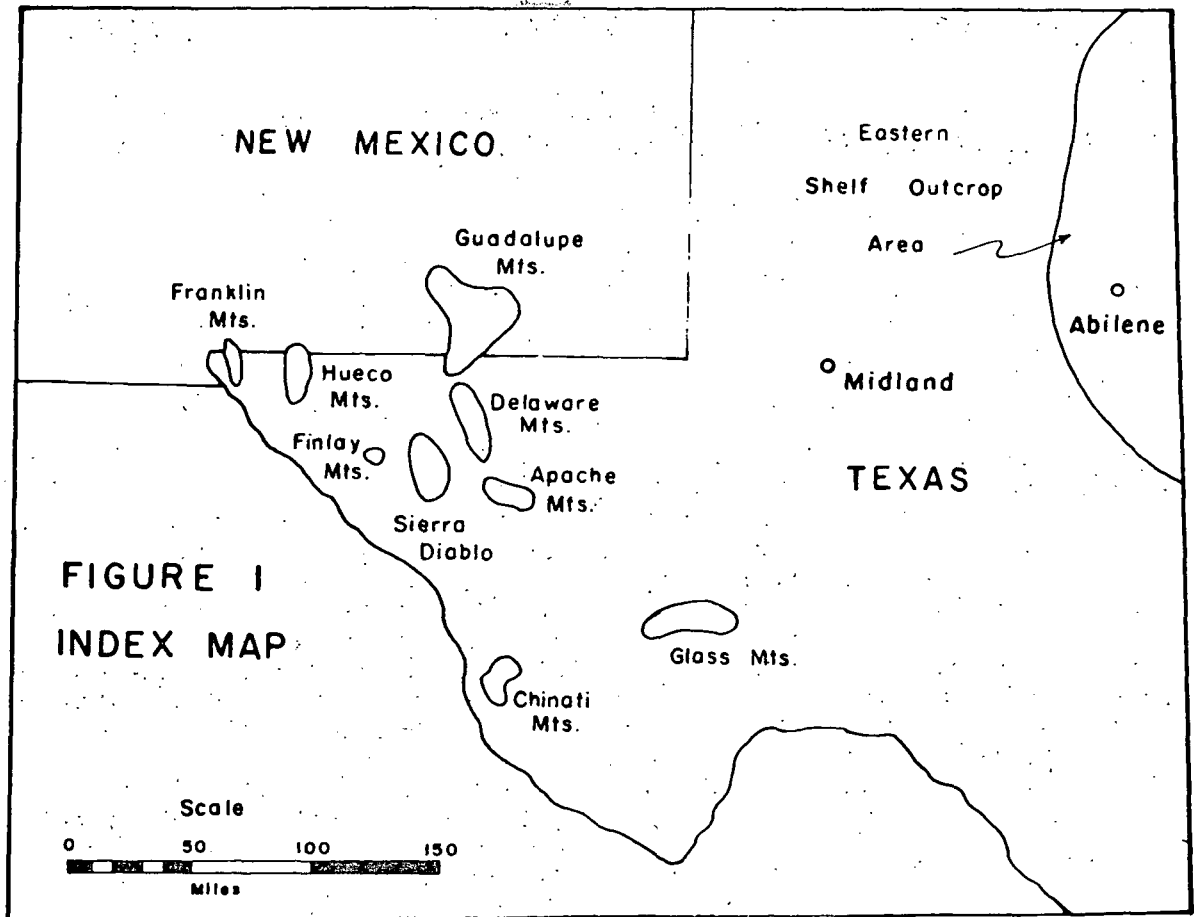 NEW MEXICO
Eastern
Shelf Outcrop
Area
Guadalupe
Mts.
Franklin
Mts.
Abilene
Hueco
Mts.
Midland
Delaware
Mts.
Finlay
Mts.
Apache
Mts.
TEXAS
Sierra
Diablo
FIGURE 1
INDEX MAP
Glass Mts.
Chinati
Mts.
Scale
0 50 100 150
Miles